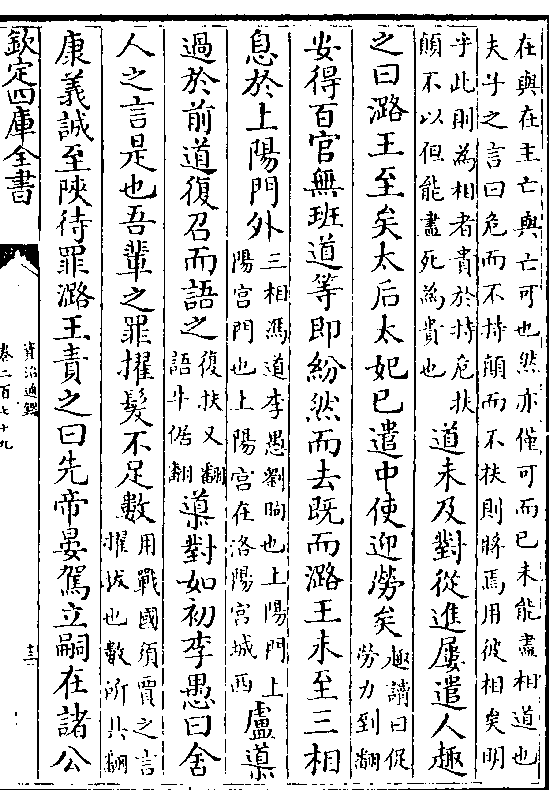 在與在主亡與亡可也然亦僅可而已未能盡相道也
夫子之言曰危而不持顛而不扶則將焉用彼相矣明
乎此則為相者貴於持危扶
顛不以但能盡死為貴也
道未及對從進屢遣人趣
之曰潞王至矣太后太妃已遣中使迎勞矣
趣讀曰促
勞力到翻
安得百官無班道等即紛然而去既而潞王未至三相
息於上陽門外
三相馮道李愚劉昫也上陽門上
陽宮門也上陽宮在洛陽宮城西
盧導
過於前道復召而語之
復扶又翻
語牛倨翻
導對如初李愚曰舍
人之言是也吾輩之罪擢髮不足數
用戰國須賈之言
擢拔也數所具翻
康義誠至陝待罪潞王責之曰先帝晏駕立嗣在諸公
欽定四庫全書
資治通鑑
卷二百七十九